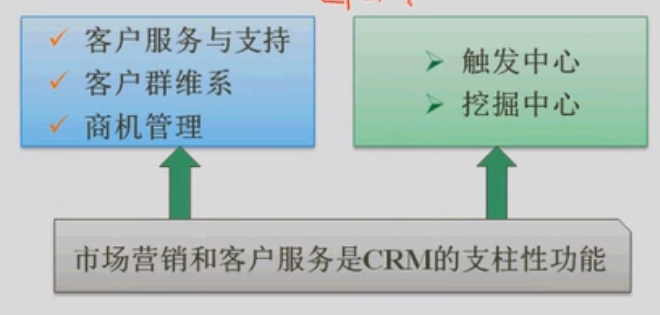 客户服务与支持
客户群维系
商机管理
触发中心
挖掘中心
市场营销和客户服务是CRM的支柱性功能